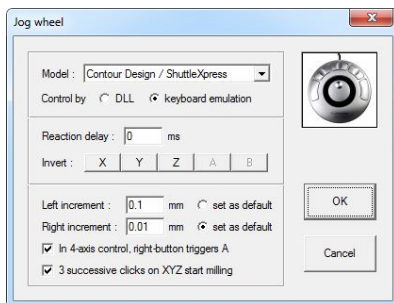 Jog wheel
Model : Contour Design / ShuttleXpress
Control by DLL keyboard emulation
Reaction delay : 0 ms
Invert : X Y Z A B
Left increment : 0.1 mm set as default
Right increment : 0.01 mm set as default
In 4-axis control, right-button triggers A
3 successive clicks on XYZ start milling
OK
Cancel